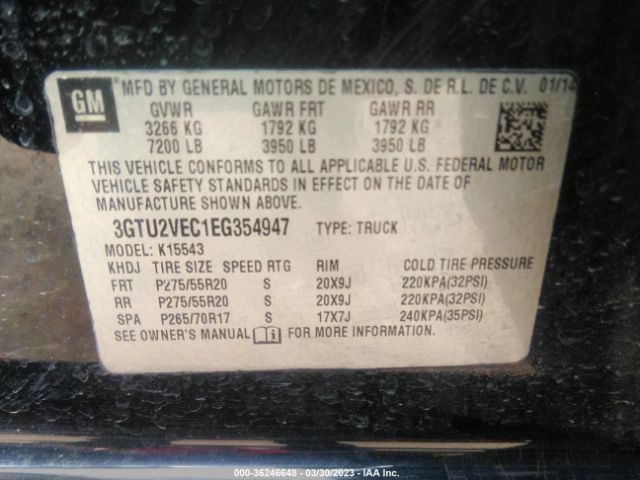 GM
MFD BY GENERAL MOTORS DE MEXICO, S. DE R.L. DE C.V. 01/14
GVWR GAWR FRT GAWR RR
3266 KG 1792 KG 1792 KG
7200 LB 3950 LB 3950 LB
THIS VEHICLE CONFORMS TO ALL APPLICABLE U.S. FEDERAL MOTOR
VEHICLE SAFETY STANDARDS IN EFFECT ON THE DATE OF
MANUFACTURE SHOWN ABOVE.
3GTU2VEC1EG354947 TYPE: TRUCK
MODEL: K15543
KHDJ TIRE SIZE SPEED RTG RIM COLD TIRE PRESSURE
FRT P275/55R20 S 20X9J 220KPA(32PSI)
RR P275/55R20 S 20X9J 220KPA(32PSI)
SPA P265/70R17 S 17X7J 240KPA(35PSI)
SEE OWNER'S MANUAL FOR MORE INFORMATION
000-36246648 - 03/30/2023 - IAA Inc.